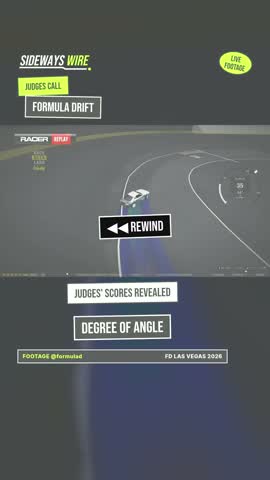 SIDEWAYS WIRE.
LIVE
FOOTAGE
JUDGES CALL
FORMULA DRIFT
RACER REPLAY
35
REWIND
JUDGES' SCORES REVEALED
DEGREE OF ANGLE
FOOTAGE @formulad
FD LAS VEGAS 2026